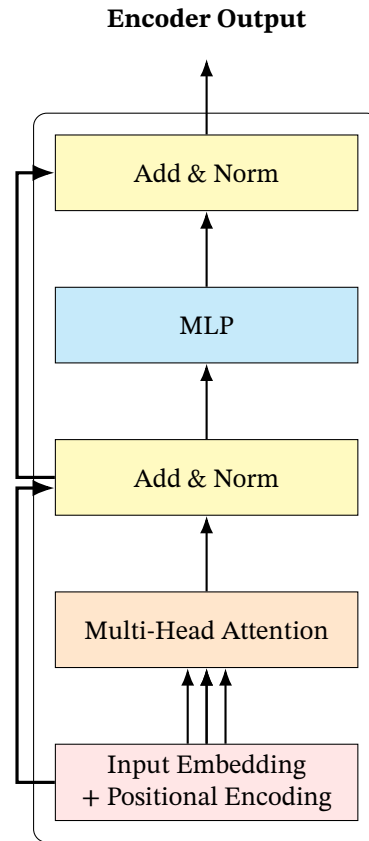 Encoder Output
Add & Norm
MLP
Add & Norm
Multi-Head Attention
Input Embedding
+ Positional Encoding